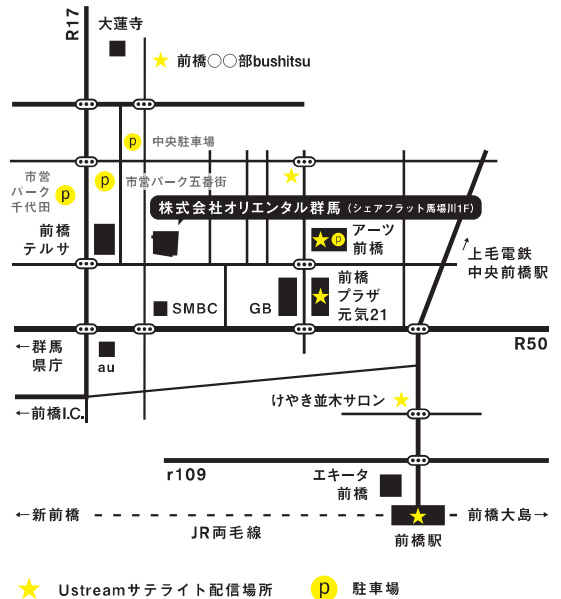 R17
大蓮寺
前橋○○部bushitsu
p
中央駐車場
市営
パーク
千代田
p
p
市営パーク五番街
株式会社オリエンタル群馬（シェアフラット馬場川1F）
前橋
テルサ
p
アーツ
前橋
上毛電鉄
中央前橋駅
SMBC
GB
前橋
プラザ
元気21
R50
←群馬
県庁
au
←前橋I.C.
けやき並木サロン
r109
エキータ
前橋
←新前橋
JR両毛線
前橋駅
前橋大島→
Ustreamサテライト配信場所
p
駐車場